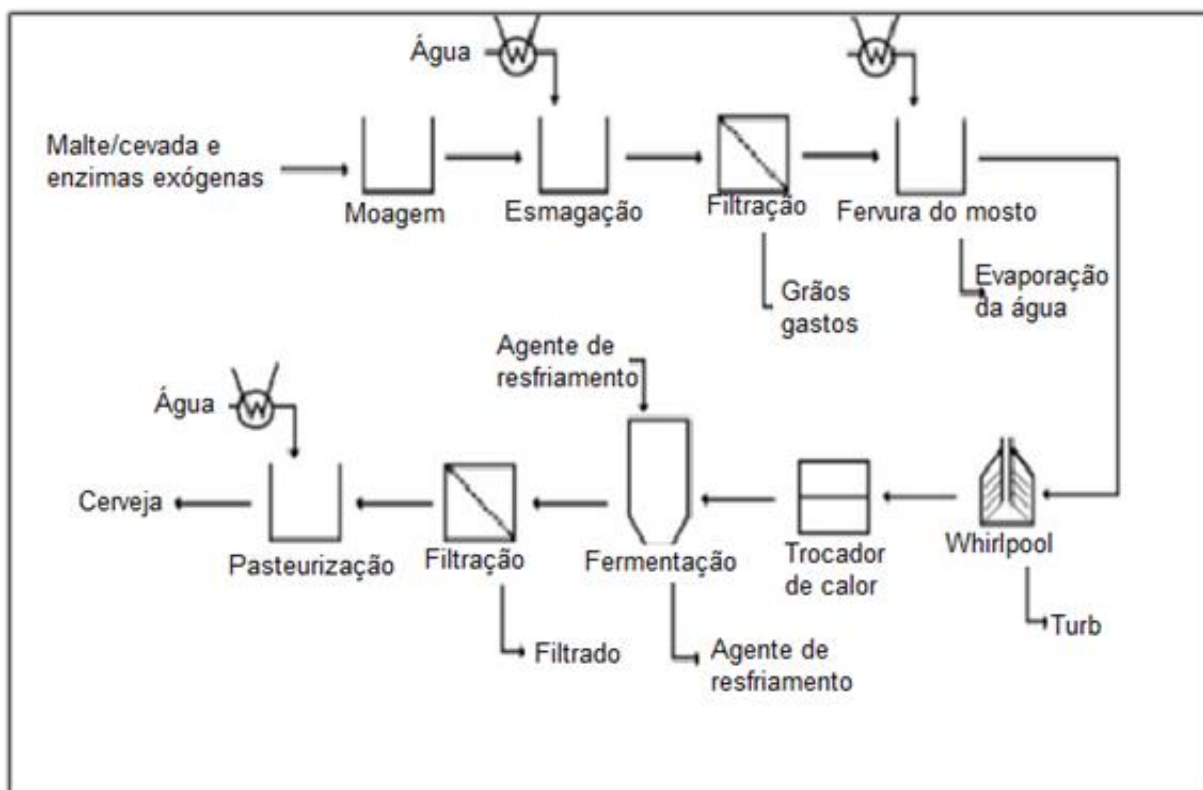 Água
Malte/cevada e
enzimas exógenas
Moagem
Esmagação
Filtração
Fervura do mosto
Grãos
gastos
Evaporação
da água
Agente de
resfriamento
Água
Cerveja
Pasteurização
Filtração
Fermentação
Trocador
de calor
Whirlpool
Filtrado
Agente de
resfriamento
Turb